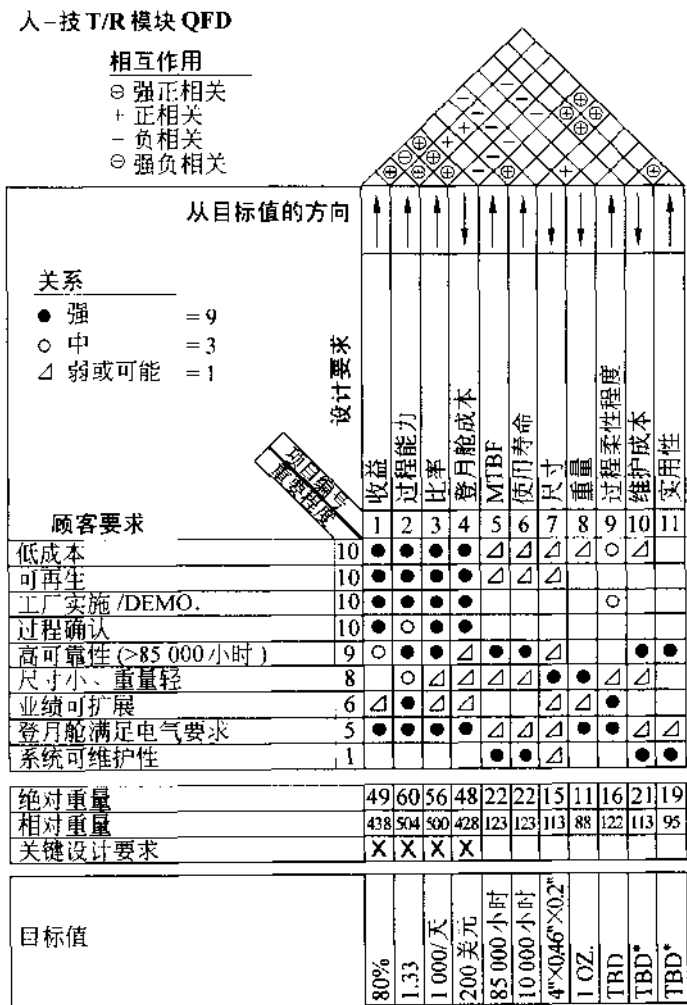 人-技 T/R 模块 QFD
相互作用
⊕ 强正相关
+ 正相关
- 负相关
⊖ 强负相关
从目标值的方向
关系
● 强 = 9
○ 中 = 3
⊿ 弱或可能 = 1
设计要求
项目编号
重要程度
收益
过程能力
比率
登月舱成本
MTBF
使用寿命
尺寸
重量
过程柔性程度
维护成本
实用性
顾客要求 1 2 3 4 5 6 7 8 9 10 11
低成本 10 ● ● ● ● ⊿ ⊿ ⊿ ⊿ ○ ⊿
可再生 10 ● ● ● ● ⊿ ⊿ ⊿
工厂实施 /DEMO. 10 ● ● ● ● ○
过程确认 10 ● ○ ● ●
高可靠性 (>85 000 小时) 9 ○ ● ● ⊿ ● ● ⊿ ● ●
尺寸小、重量轻 8 ○ ⊿ ⊿ ⊿ ⊿ ● ● ⊿ ⊿
业绩可扩展 6 ⊿ ● ⊿ ⊿ ⊿ ⊿ ●
登月舱满足电气要求 5 ● ● ● ● ⊿ ⊿ ⊿ ● ● ⊿ ⊿
系统可维护性 1 ● ● ⊿ ● ●
绝对重量 49 60 56 48 22 22 15 11 16 21 19
相对重量 438 504 500 428 123 123 113 88 122 113 95
关键设计要求 X X X X
目标值
80%
1.33
1 000/天
200 美元
85 000 小时
10 000 小时
4"×0.46"×0.2"
1 OZ.
TBD
TBD*
TBD*